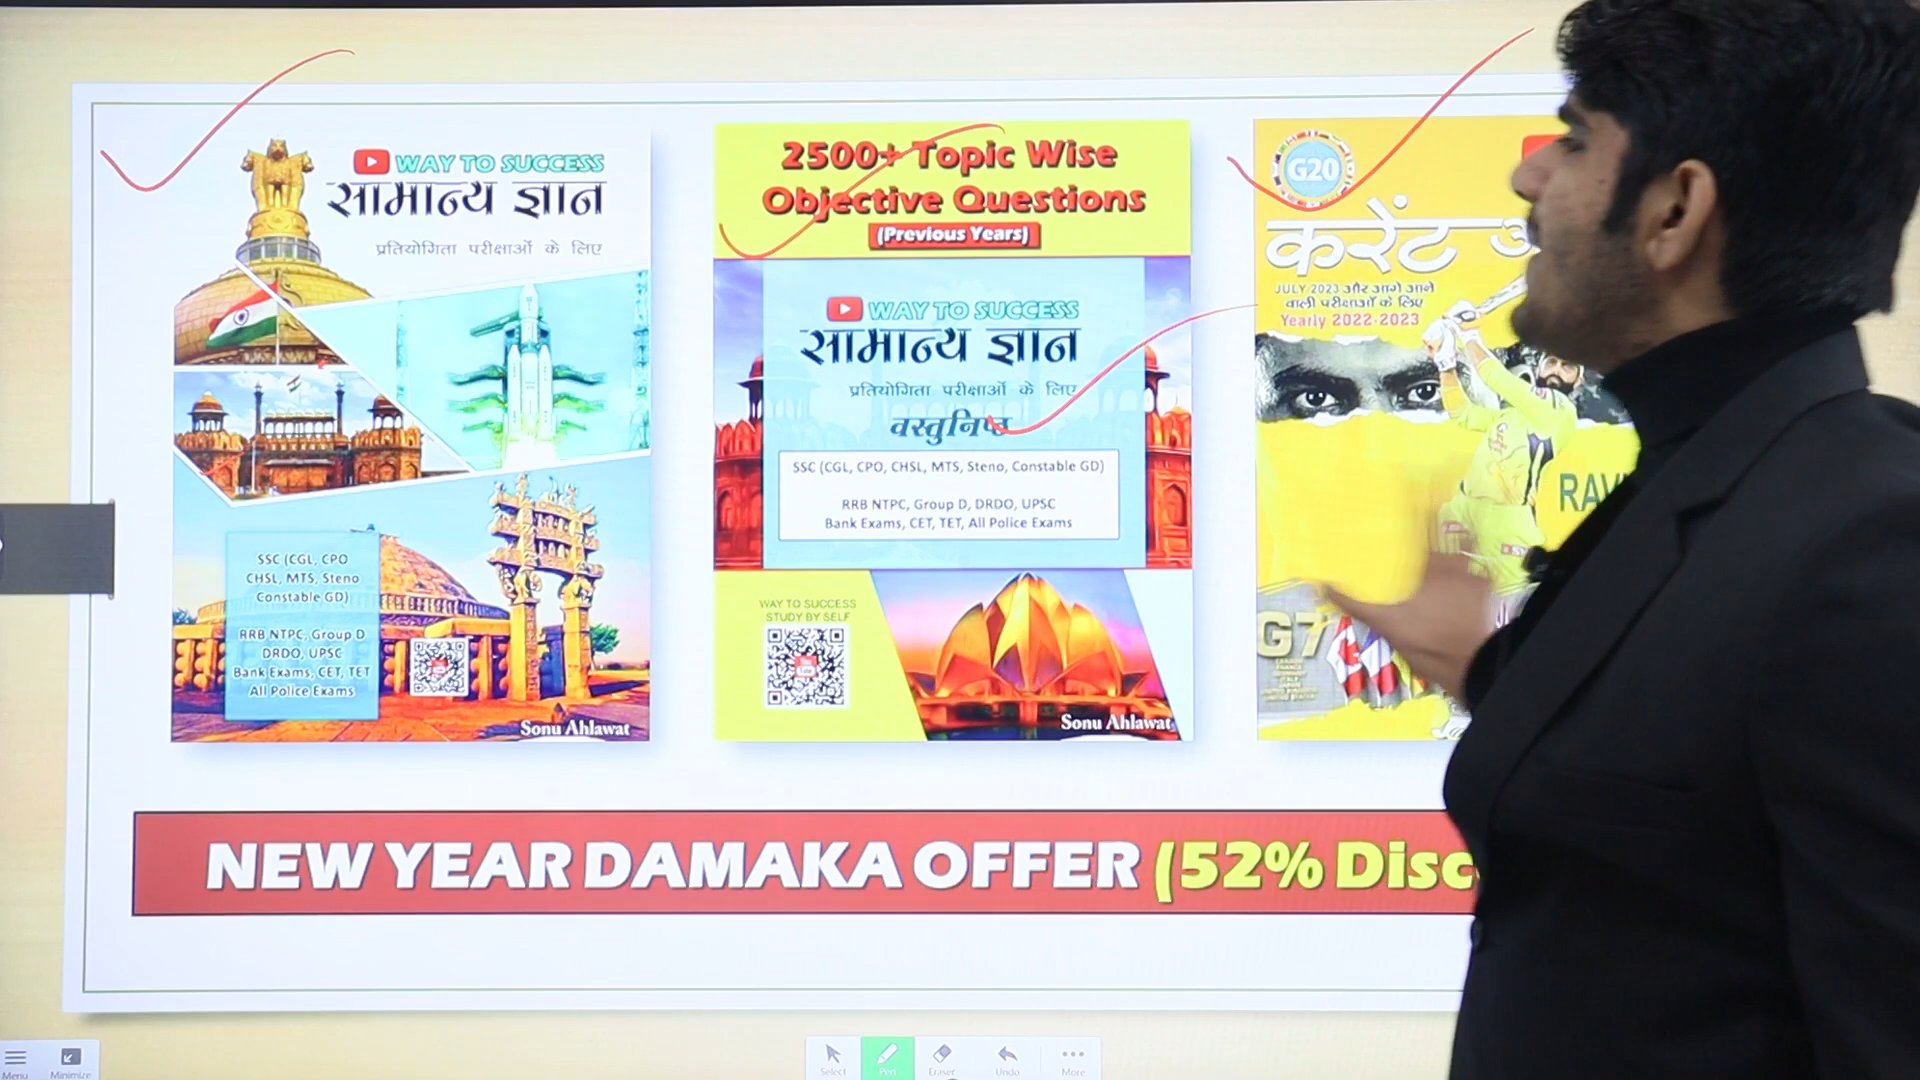 WAY TO SUCCESS
सामान्य ज्ञान
प्रतियोगिता परीक्षाओं के लिए
SSC (CGL, CPO
CHSL, MTS, Steno
Constable GD)
RRB NTPC, Group D
DRDO, UPSC
Bank Exams, CET, TET
All Police Exams
Sonu Ahlawat
2500+ Topic Wise
Objective Questions
(Previous Years)
WAY TO SUCCESS
सामान्य ज्ञान
प्रतियोगिता परीक्षाओं के लिए
वस्तुनिष्ठ
SSC (CGL, CPO, CHSL, MTS, Steno, Constable GD)
RRB NTPC, Group D, DRDO, UPSC
Bank Exams, CET, TET, All Police Exams
WAY TO SUCCESS
STUDY BY SELF
Sonu Ahlawat
G20
करेंट
JULY 2023 और आगे आने
वाली परीक्षाओं के लिए
Yearly 2022-2023
G7
NEW YEAR DAMAKA OFFER (52% Disc
Menu
Minimize
Select
Pen
Eraser
Undo
More